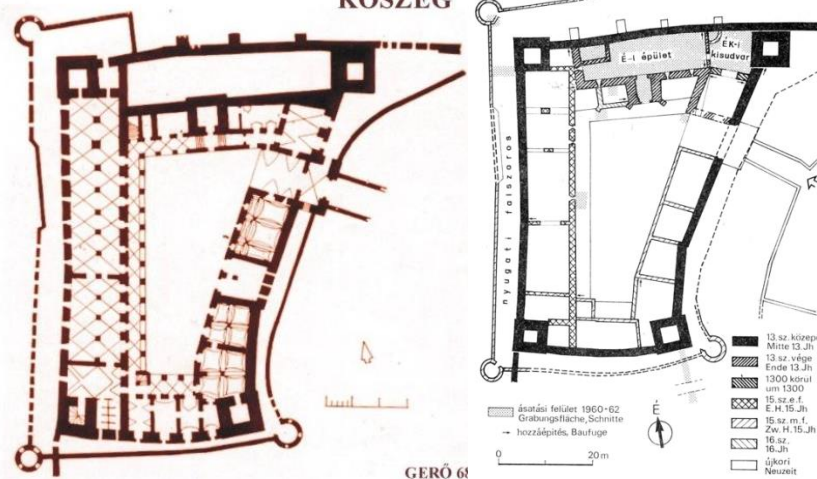 KŐSZEG
GERŐ 68
É-i épület
ÉK-i
kisudvar
nyugati falszoros
13.sz. közepe
Mitte 13.Jh
13.sz. vége
Ende 13.Jh
1300 körül
um 1300
15.sz.e.f.
E.H.15.Jh
15.sz.m.f.
Zw.H.15.Jh
16.sz.
16.Jh
újkori
Neuzeit
ásatási felület 1960-62
Grabungsfläche, Schnitte
hozzáépítés, Baufuge
É
0 20 m